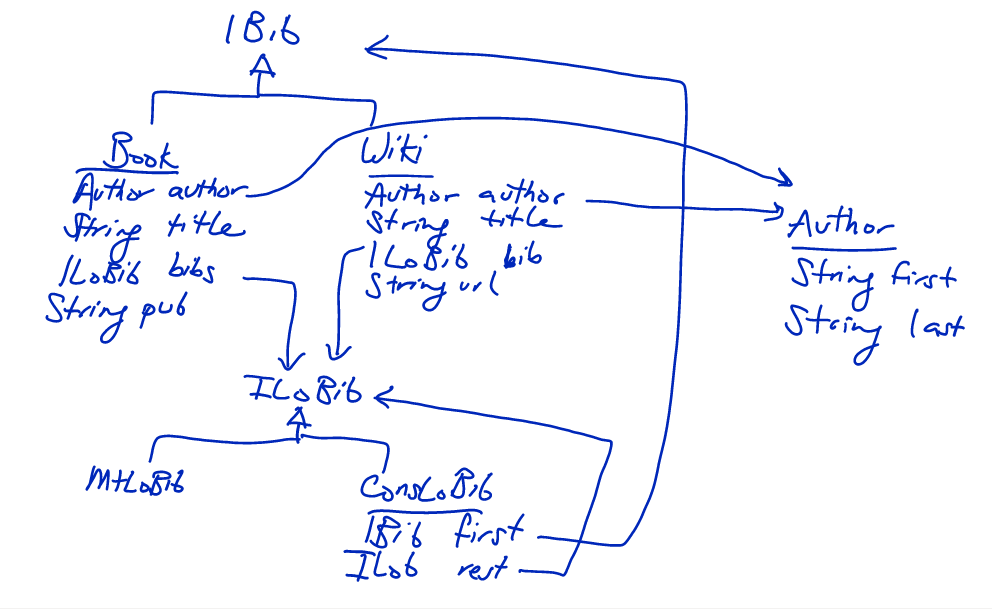 IBib
Book
Author author
String title
ILoBib bibs
String pub
Wiki
Author author
String title
ILoBib bib
String url
Author
String first
String last
ILoBib
MtLoBib
ConsLoBib
IBib first
ILob rest